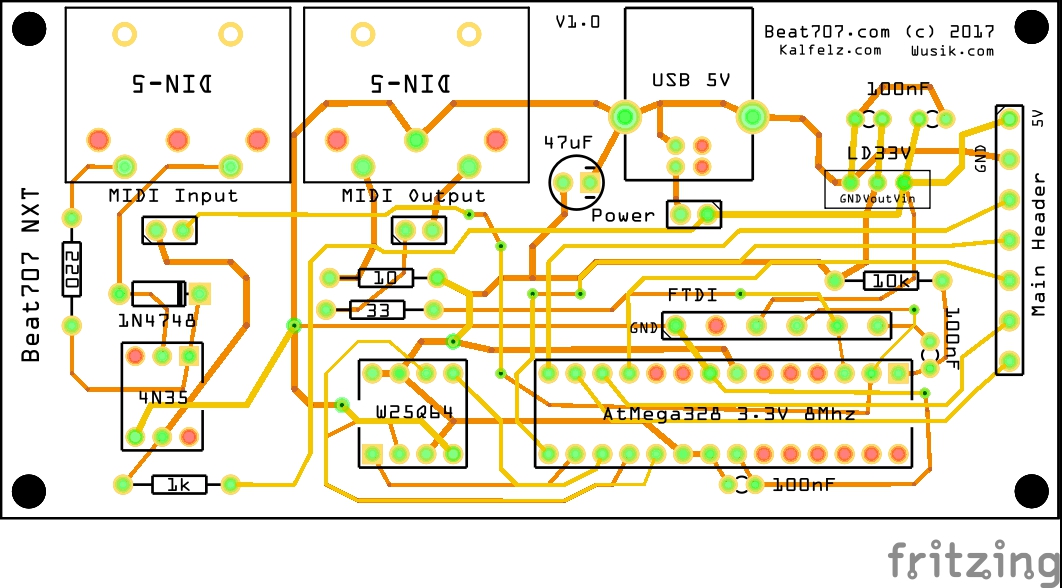 V1.0
Beat707.com (c) 2017
Kalfelz.com Wusik.com
DIN-5
DIN-5
USB 5V
100nF
5V
47uF
LD33V
GND
MIDI Input
MIDI Output
GNDVoutVin
Power
Main Header
Beat707 NXT
220
10
10k
FTDI
33
1N4748
GND
100nF
4N35
W25Q64
AtMega328 3.3V 8Mhz
1k
100nF
fritzing